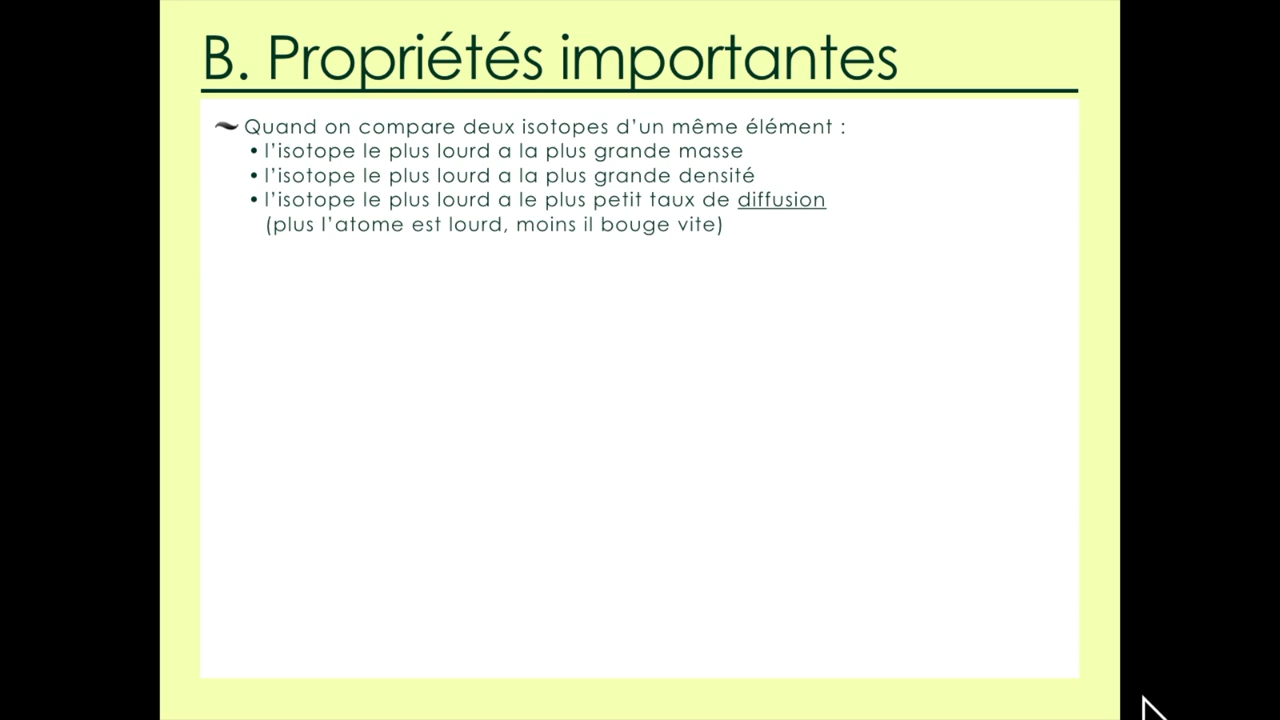 B. Propriétés importantes
Quand on compare deux isotopes d’un même élément :
• l’isotope le plus lourd a la plus grande masse
• l’isotope le plus lourd a la plus grande densité
• l’isotope le plus lourd a le plus petit taux de diffusion
(plus l’atome est lourd, moins il bouge vite)